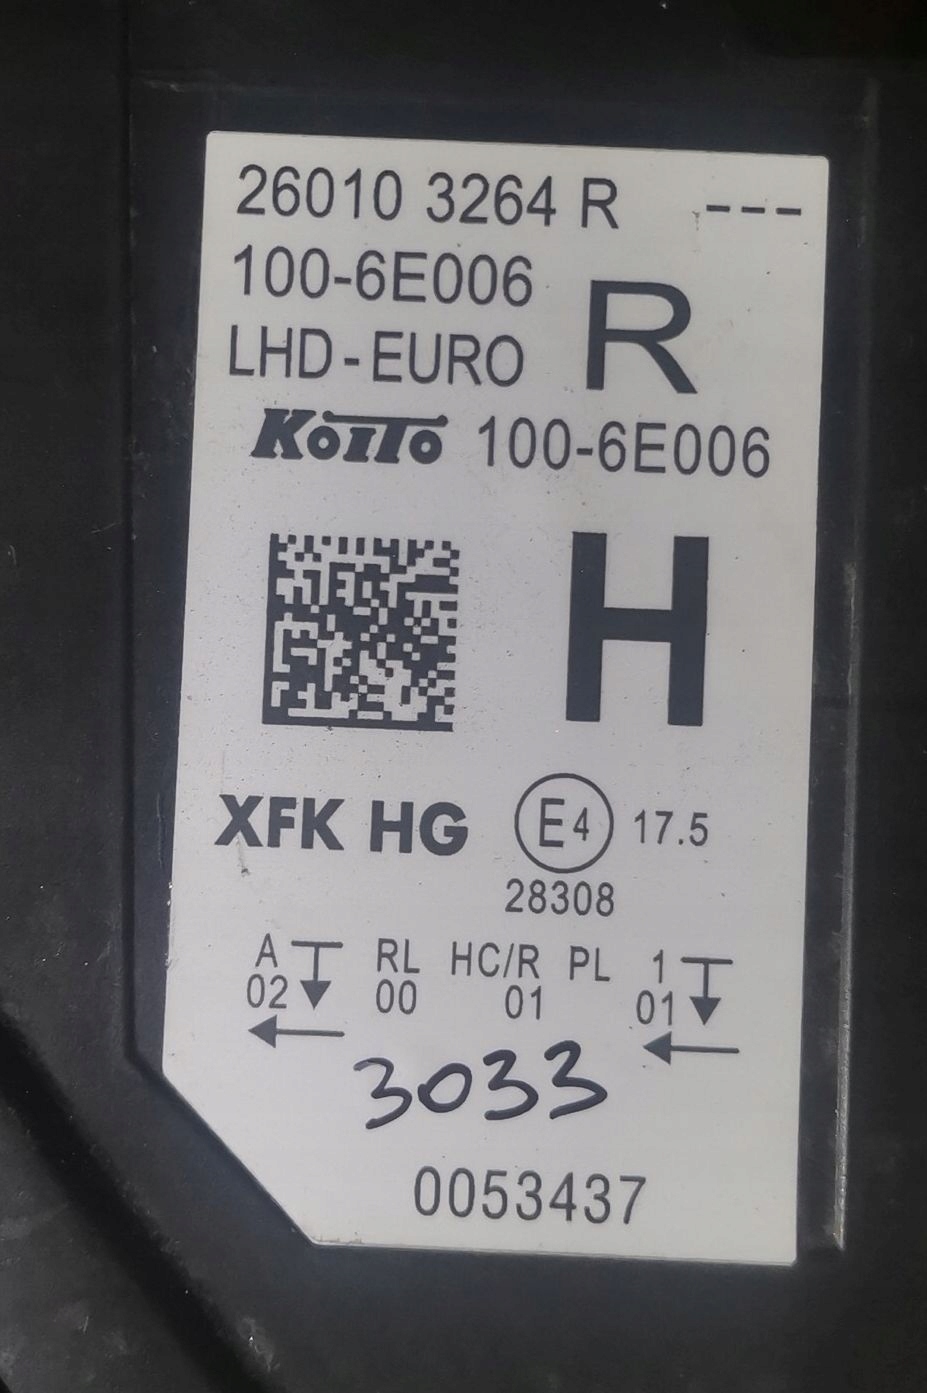 26010 3264 R ---
100-6E006
R
LHD-EURO
KOITO 100-6E006
H
XFK HG E4 17.5
28308
A RL HC/R PL 1
02 00 01 01
3033
0053437